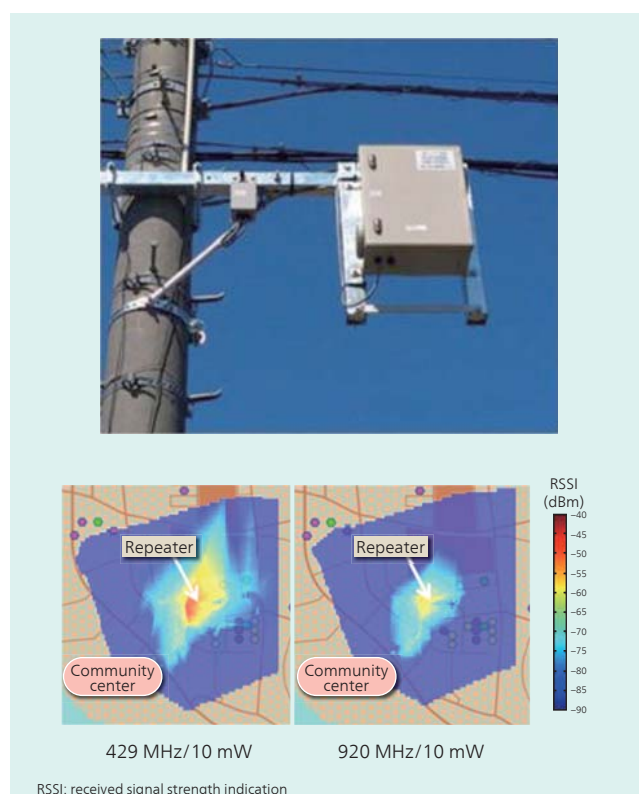 RSSI
(dBm)
−40
−45
−50
−55
−60
−65
−70
−75
−80
−85
−90
Repeater
Community
center
429 MHz/10 mW
Repeater
Community
center
920 MHz/10 mW
RSSI: received signal strength indication